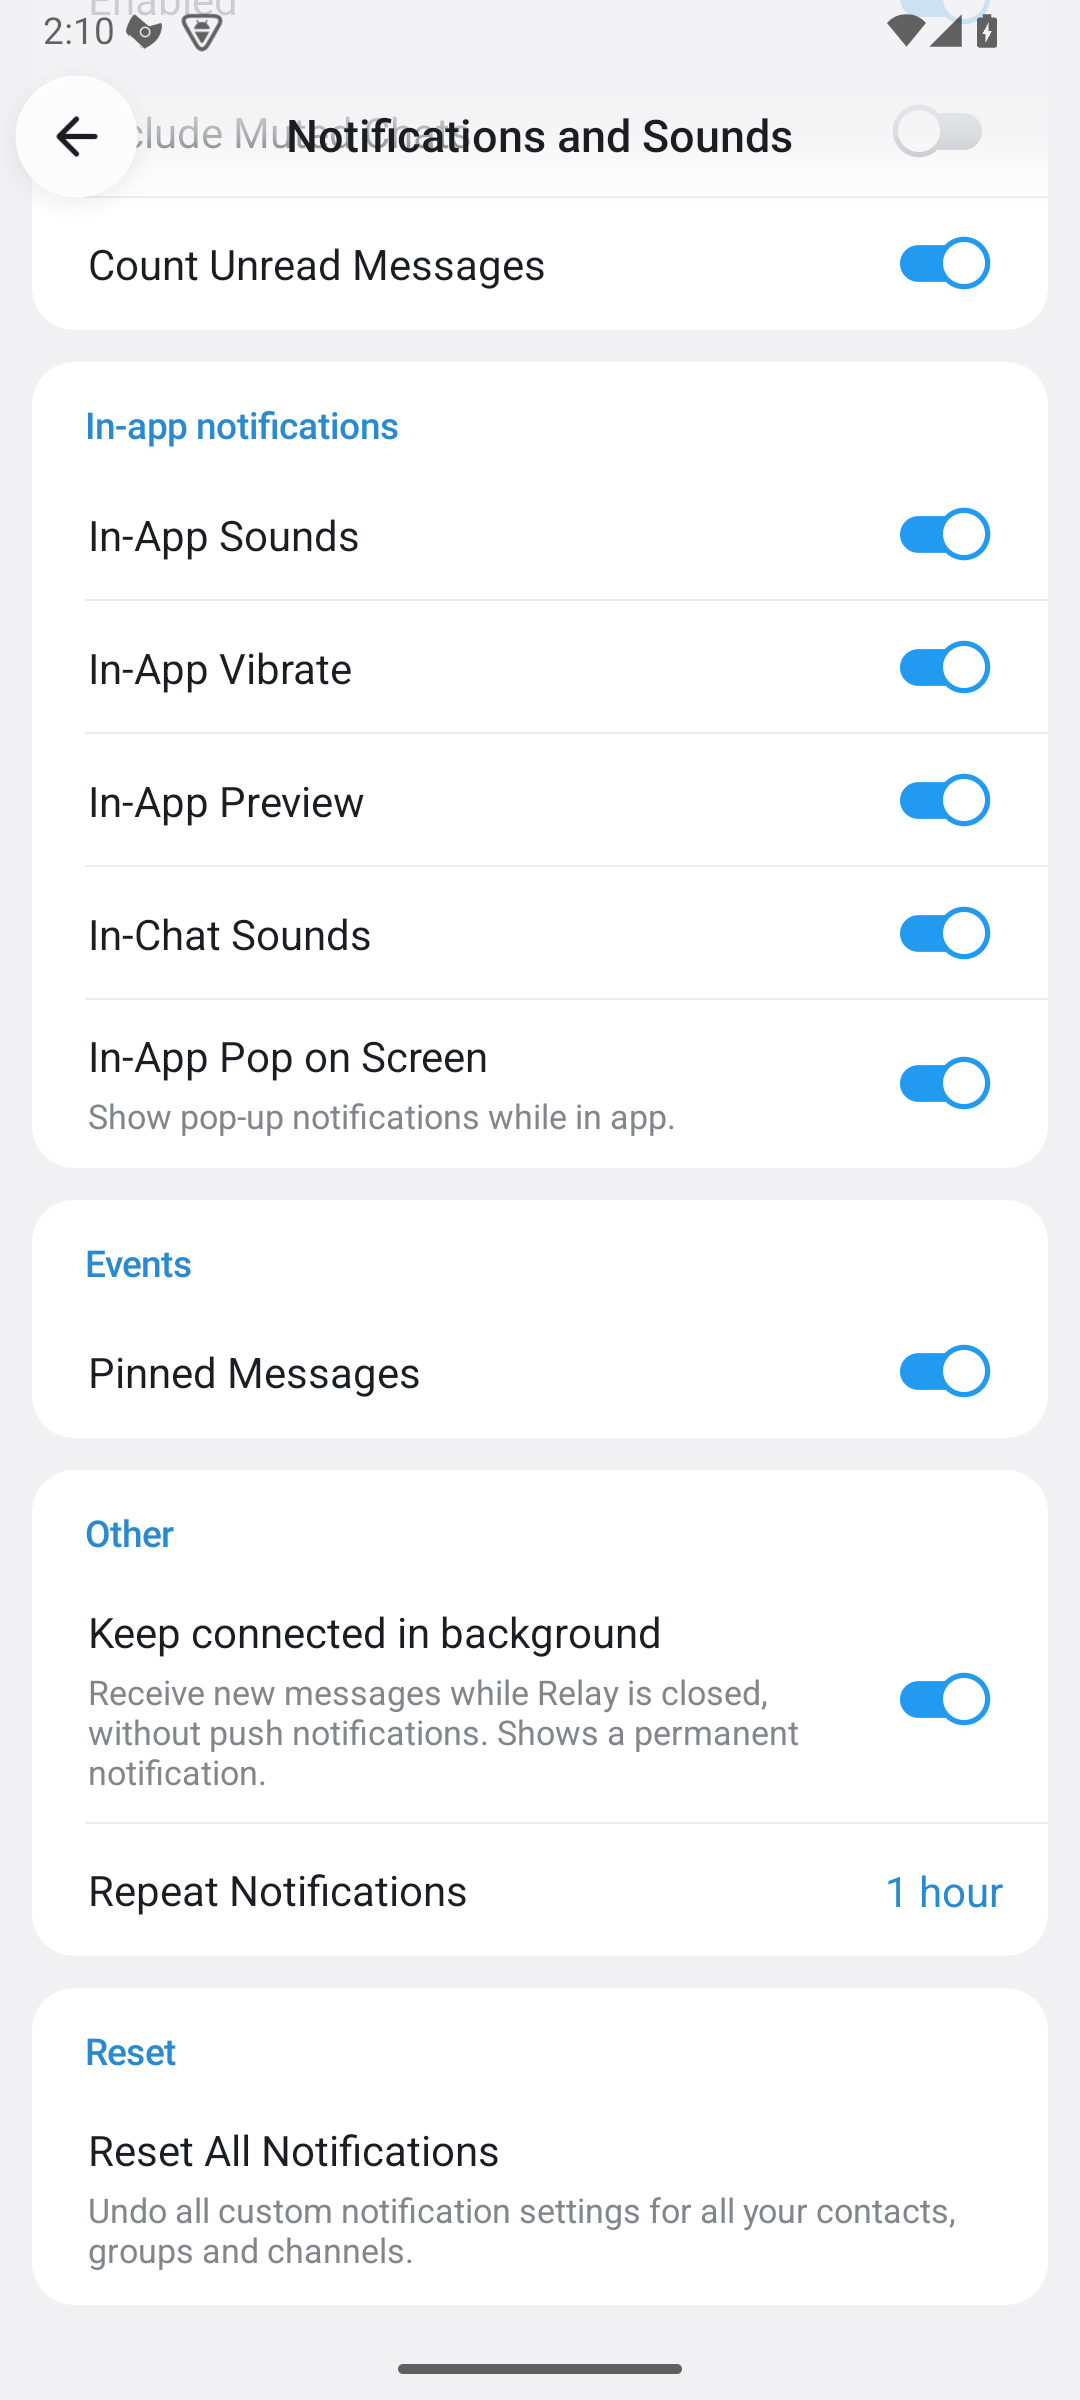 Enabled
2:10
clude Muted Chats
Notifications and Sounds
Count Unread Messages
In-app notifications
In-App Sounds
In-App Vibrate
In-App Preview
In-Chat Sounds
In-App Pop on Screen
Show pop-up notifications while in app.
Events
Pinned Messages
Other
Keep connected in background
Receive new messages while Relay is closed,
without push notifications. Shows a permanent
notification.
Repeat Notifications
1 hour
Reset
Reset All Notifications
Undo all custom notification settings for all your contacts,
groups and channels.